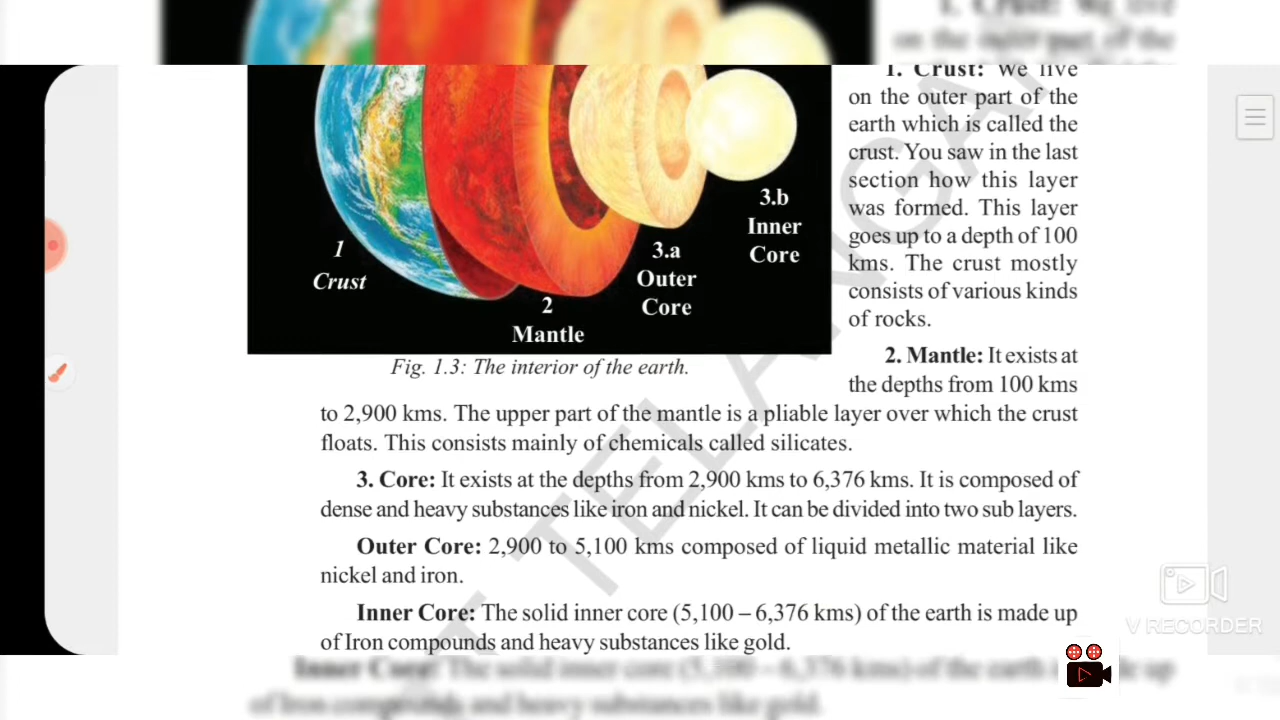 1. Crust: We live
on the outer part of the
earth which is called the
crust. You saw in the last
section how this layer
was formed. This layer
goes up to a depth of 100
kms. The crust mostly
consists of various kinds
of rocks.
1
Crust
2
Mantle
3.a
Outer
Core
3.b
Inner
Core
Fig. 1.3: The interior of the earth.
2. Mantle: It exists at
the depths from 100 kms
to 2,900 kms. The upper part of the mantle is a pliable layer over which the crust
floats. This consists mainly of chemicals called silicates.
3. Core: It exists at the depths from 2,900 kms to 6,376 kms. It is composed of
dense and heavy substances like iron and nickel. It can be divided into two sub layers.
Outer Core: 2,900 to 5,100 kms composed of liquid metallic material like
nickel and iron.
Inner Core: The solid inner core (5,100 – 6,376 kms) of the earth is made up
of Iron compounds and heavy substances like gold.
TELANGAN
V RECORDER